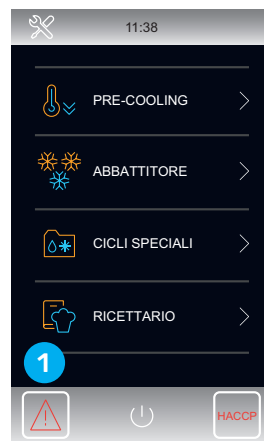 11:38
PRE-COOLING
ABBATTITORE
CICLI SPECIALI
RICETTARIO
1
HACCP